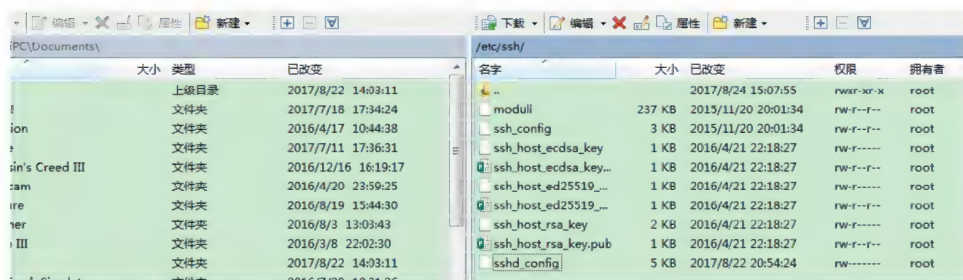 编辑 属性 新建 下载 编辑 属性 新建
iPC\Documents\ /etc/ssh/
大小 类型 已改变 名字 大小 已改变 权限 拥有者
上级目录 2017/8/22 14:03:11 .. 2017/8/24 15:07:55 rwxr-xr-x root
文件夹 2017/7/18 17:34:24 moduli 237 KB 2015/11/20 20:01:34 rw-r--r-- root
ion 文件夹 2016/4/17 10:44:38 ssh_config 3 KB 2015/11/20 20:01:34 rw-r--r-- root
文件夹 2017/7/11 17:36:31 ssh_host_ecdsa_key 1 KB 2016/4/21 22:18:27 rw-r----- root
sin's Creed III 文件夹 2016/12/16 16:19:17 ssh_host_ecdsa_key... 1 KB 2016/4/21 22:18:27 rw-r--r-- root
cam 文件夹 2016/4/20 23:59:25 ssh_host_ed25519_... 1 KB 2016/4/21 22:18:27 rw-r----- root
re 文件夹 2016/8/19 15:44:30 ssh_host_ed25519_... 1 KB 2016/4/21 22:18:27 rw-r--r-- root
ner 文件夹 2016/8/3 13:03:43 ssh_host_rsa_key 2 KB 2016/4/21 22:18:27 rw-r----- root
III 文件夹 2016/3/8 22:02:30 ssh_host_rsa_key.pub 1 KB 2016/4/21 22:18:27 rw-r--r-- root
文件夹 2017/8/22 14:03:11 sshd_config 5 KB 2017/8/22 20:54:24 rw------- root